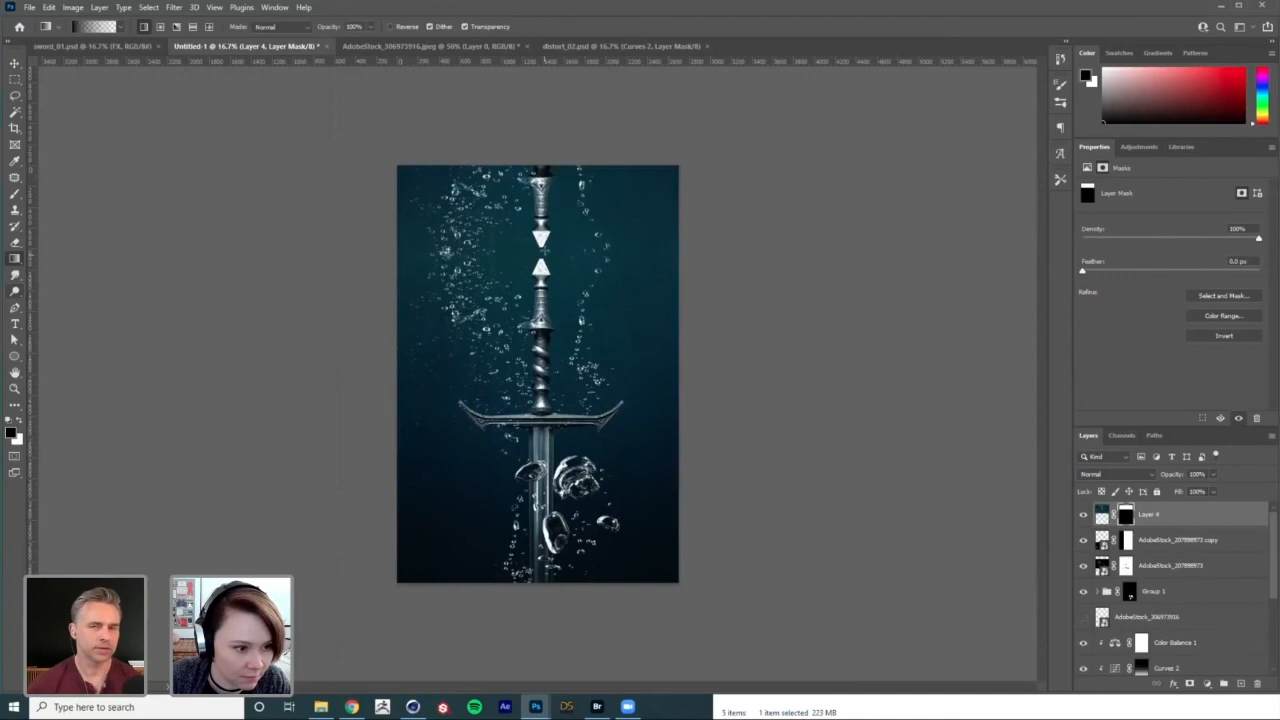 File Edit Image Layer Type Select Filter 3D View Plugins Window Help
Mode: Normal Opacity: 100% Reverse Dither Transparency
sword_01.psd @ 16.7% (FX, RGB/8#) × Untitled-1 @ 16.7% (Layer 4, Layer Mask/8) * × AdobeStock_306973916.jpeg @ 50% (Layer 0, RGB/8*) * × distort_02.psd @ 16.7% (Curves 2, Layer Mask/8) ×
Color Swatches Gradients Patterns
Properties Adjustments Libraries
Masks
Layer Mask
Density: 100%
Feather: 0.0 px
Refine: Select and Mask...
Color Range...
Invert
Layers Channels Paths
Kind
Normal Opacity: 100%
Lock: Fill: 100%
Layer 4
AdobeStock_207898973 copy
AdobeStock_207898973
Group 1
AdobeStock_306973916
Color Balance 1
Curves 2
Type here to search
Ae Ps DS Br
5 items 1 item selected 223 MB